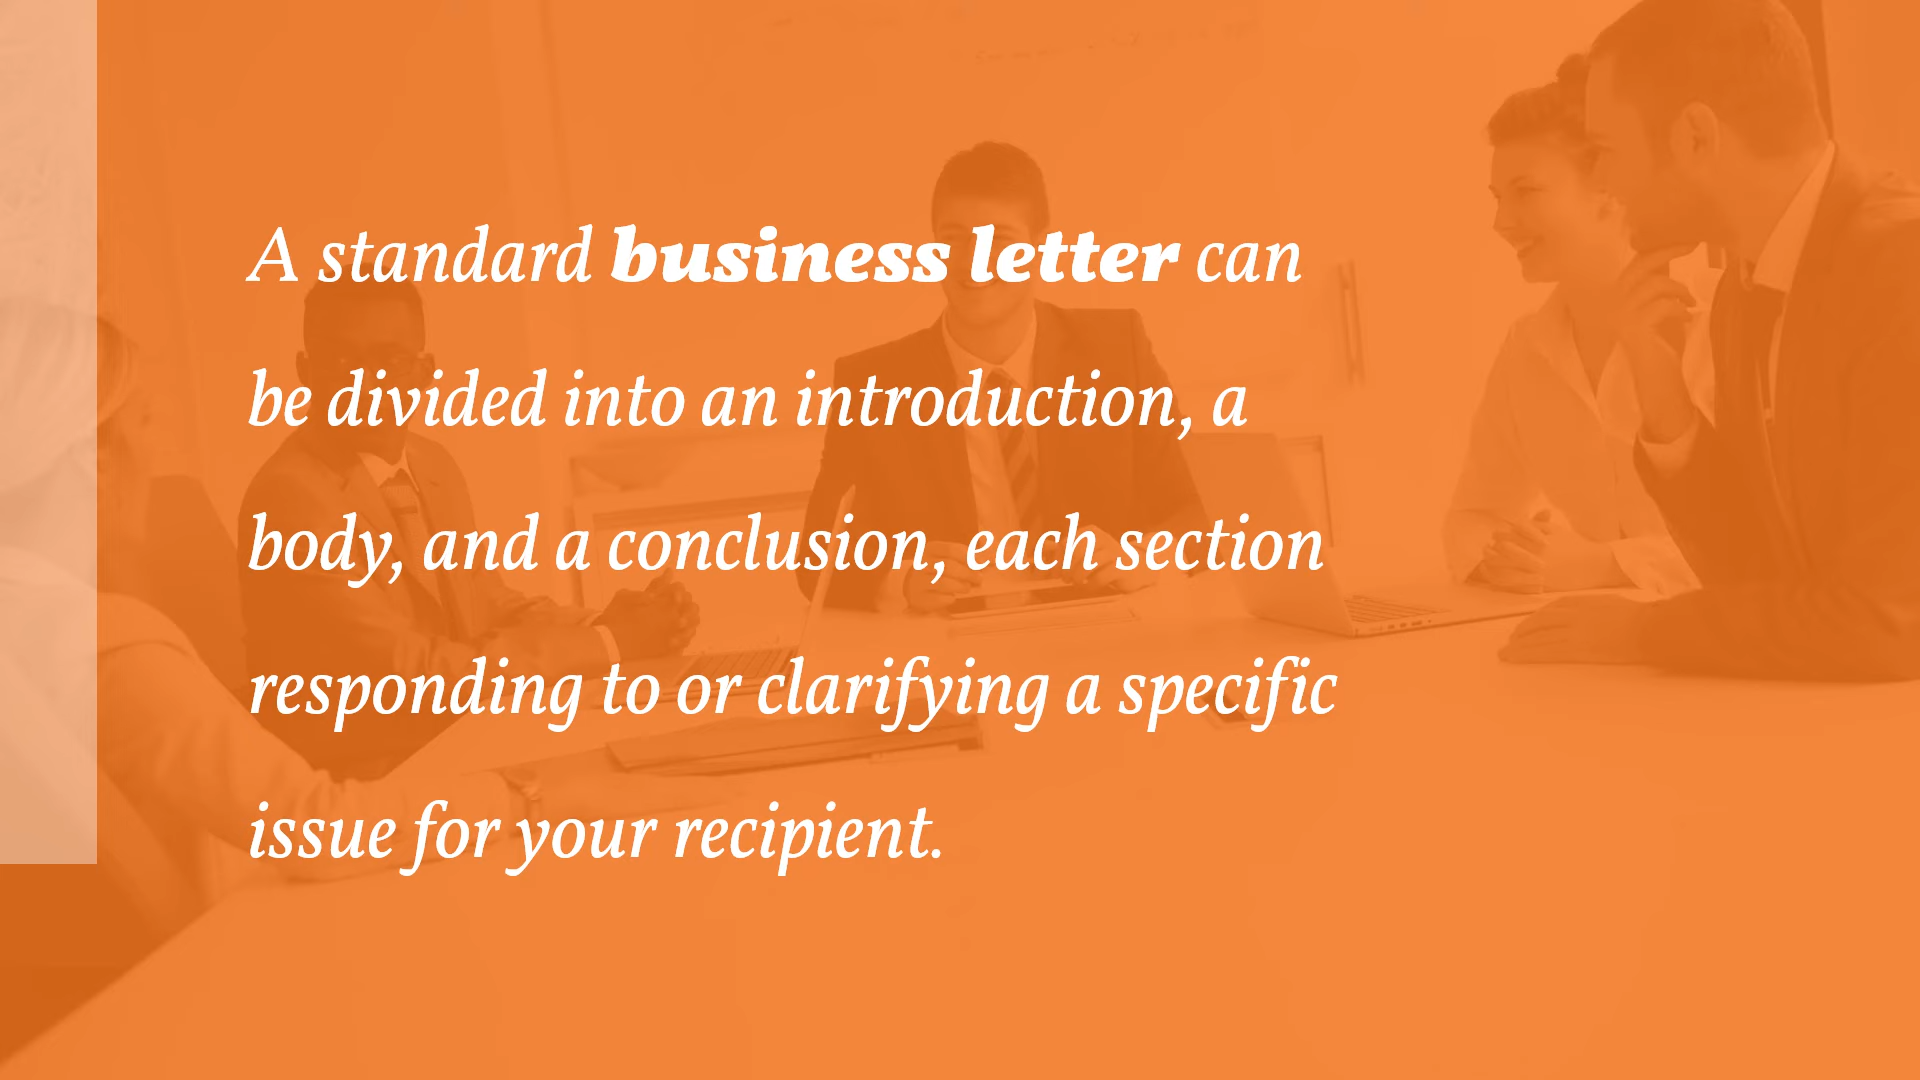 A standard business letter can
be divided into an introduction, a
body, and a conclusion, each section
responding to or clarifying a specific
issue for your recipient.